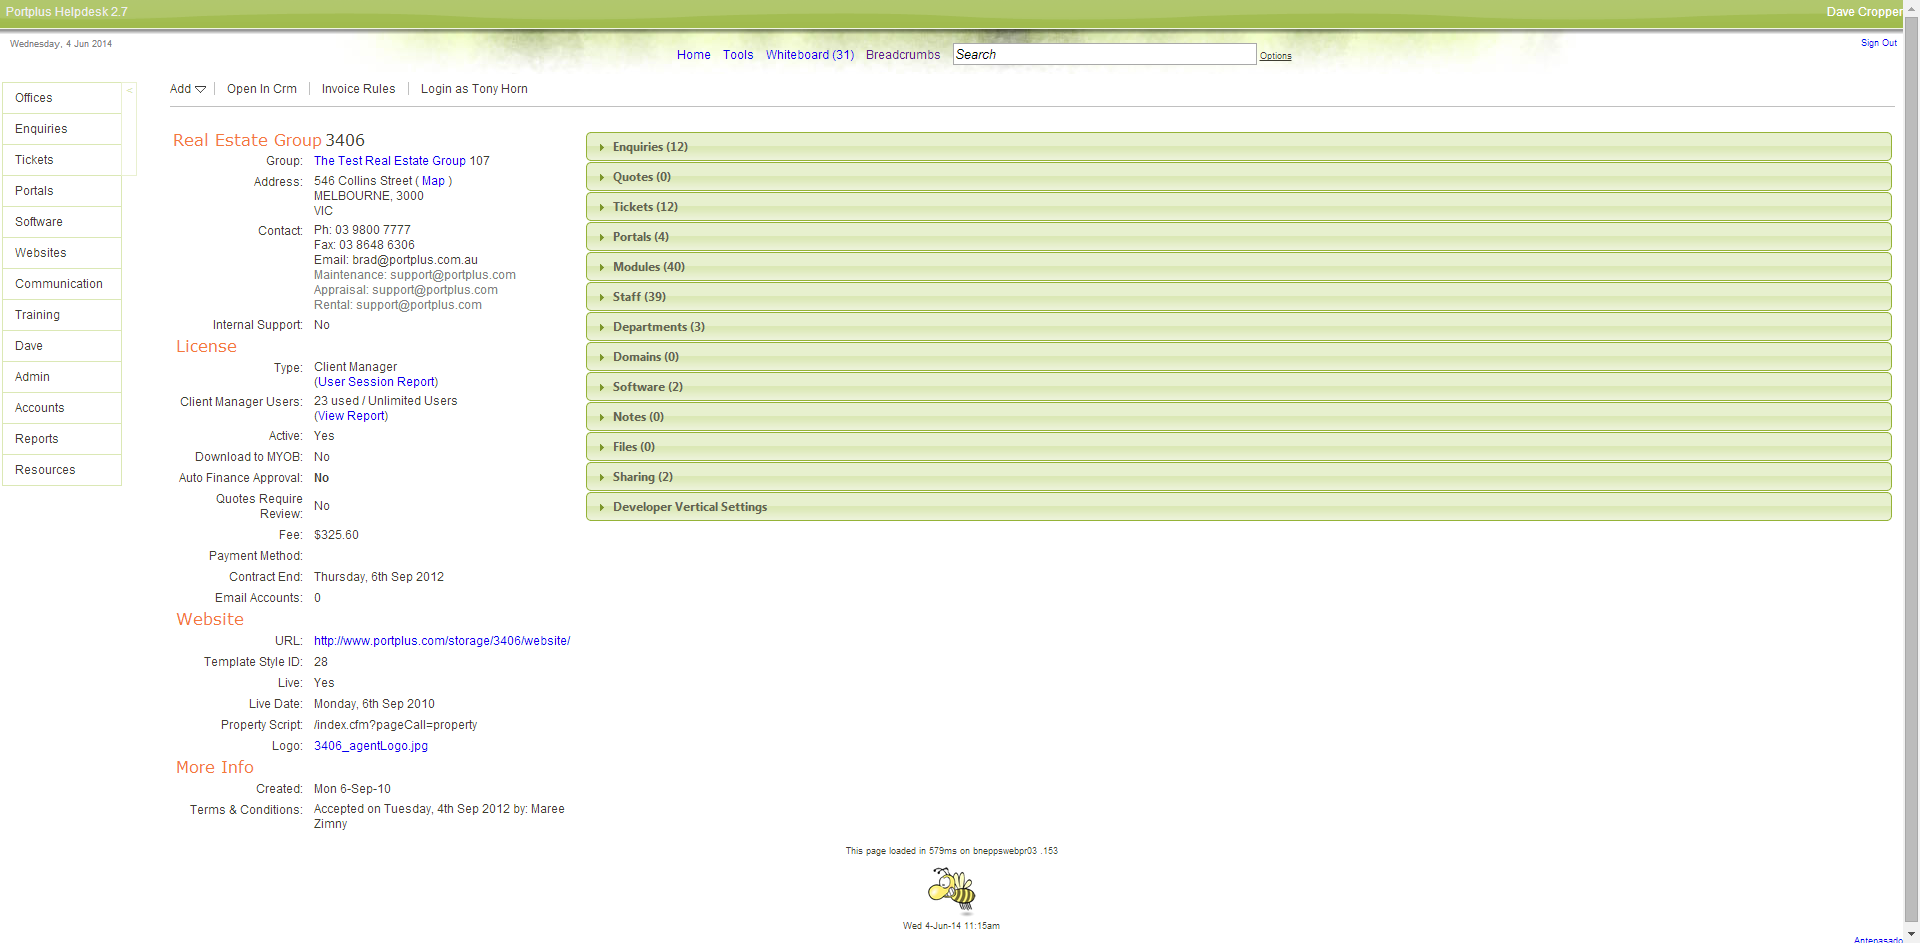 Portplus Helpdesk 2.7
Dave Cropper
Wednesday, 4 Jun 2014
Sign Out
Home Tools Whiteboard (31) Breadcrumbs Search Options
Add Open In Crm Invoice Rules Login as Tony Horn
<
Offices
Enquiries
Tickets
Portals
Software
Websites
Communication
Training
Dave
Admin
Accounts
Reports
Resources
Real Estate Group 3406
Group: The Test Real Estate Group 107
Address: 546 Collins Street ( Map )
MELBOURNE, 3000
VIC
Contact: Ph: 03 9800 7777
Fax: 03 8648 6306
Email: brad@portplus.com.au
Maintenance: support@portplus.com
Appraisal: support@portplus.com
Rental: support@portplus.com
Internal Support: No
License
Type: Client Manager
(User Session Report)
Client Manager Users: 23 used / Unlimited Users
(View Report)
Active: Yes
Download to MYOB: No
Auto Finance Approval: No
Quotes Require
Review: No
Fee: $325.60
Payment Method:
Contract End: Thursday, 6th Sep 2012
Email Accounts: 0
Website
URL: http://www.portplus.com/storage/3406/website/
Template Style ID: 28
Live: Yes
Live Date: Monday, 6th Sep 2010
Property Script: /index.cfm?pageCall=property
Logo: 3406_agentLogo.jpg
More Info
Created: Mon 6-Sep-10
Terms & Conditions: Accepted on Tuesday, 4th Sep 2012 by: Maree
Zimny
Enquiries (12)
Quotes (0)
Tickets (12)
Portals (4)
Modules (40)
Staff (39)
Departments (3)
Domains (0)
Software (2)
Notes (0)
Files (0)
Sharing (2)
Developer Vertical Settings
This page loaded in 579ms on bneppswebpr03 .153
Wed 4-Jun-14 11:15am
Antepasado